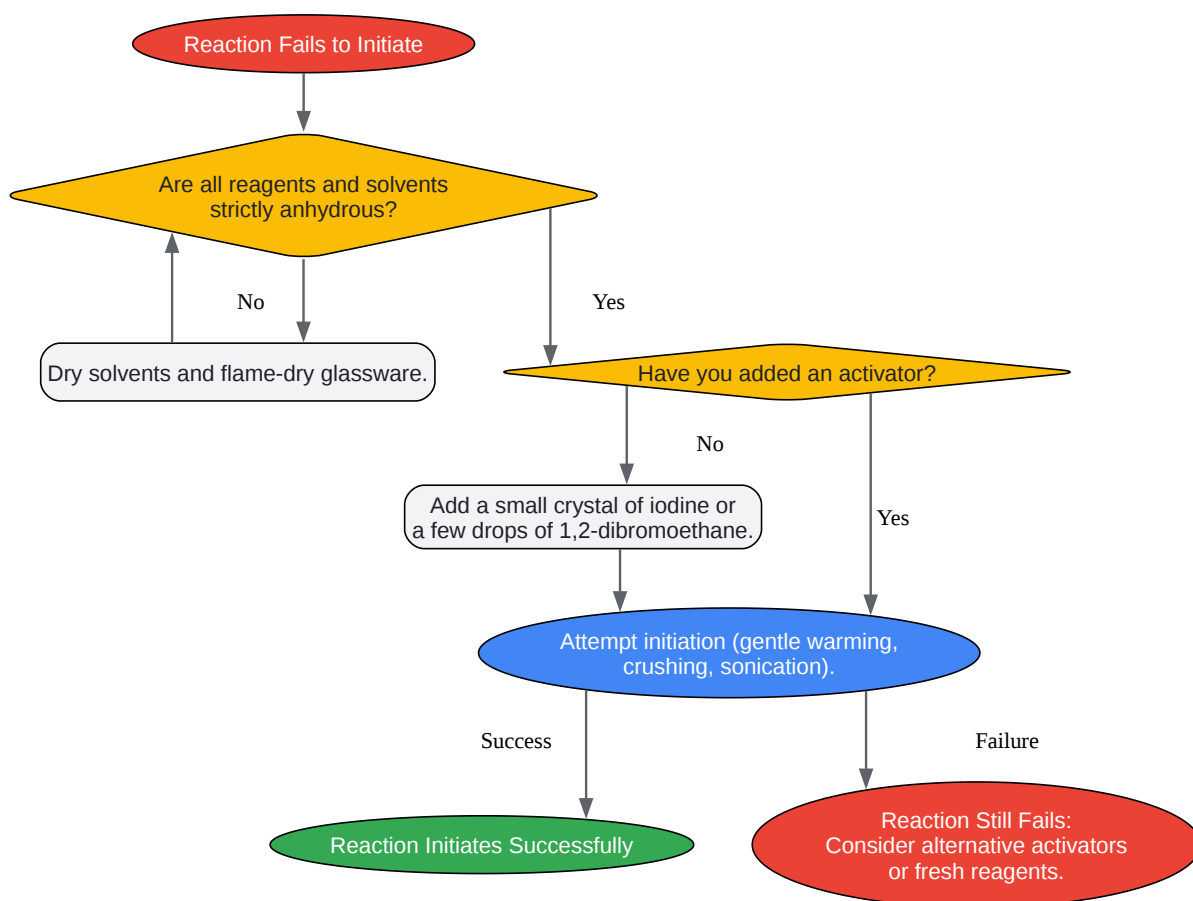 Reaction Fails to Initiate
Are all reagents and solvents
strictly anhydrous?
No
Yes
Dry solvents and flame-dry glassware.
Have you added an activator?
No
Add a small crystal of iodine or
a few drops of 1,2-dibromoethane.
Yes
Attempt initiation (gentle warming,
crushing, sonication).
Success
Failure
Reaction Initiates Successfully
Reaction Still Fails:
Consider alternative activators
or fresh reagents.